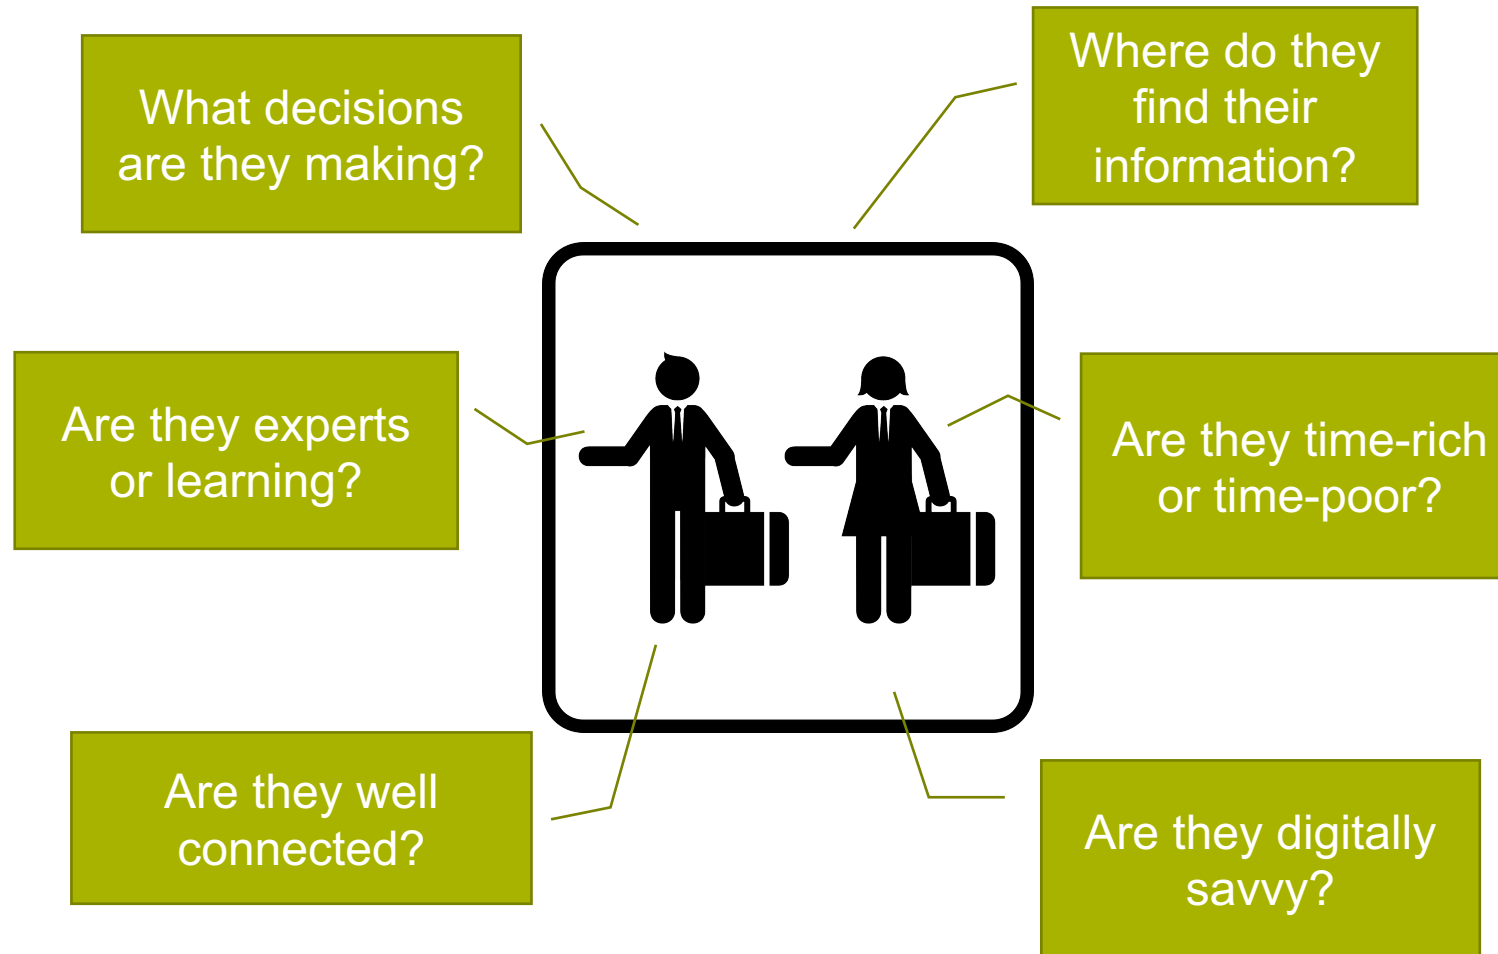 What decisions
are they making?
Where do they
find their
information?
Are they experts
or learning?
Are they time-rich
or time-poor?
Are they well
connected?
Are they digitally
savvy?